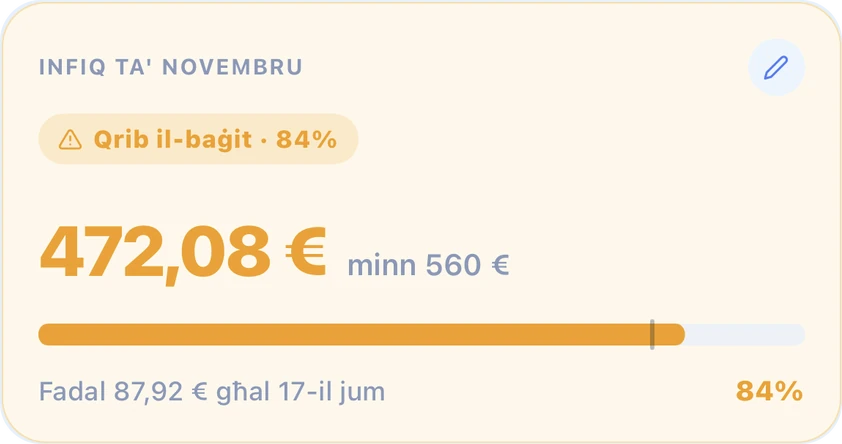 INFIQ TA' NOVEMBRU
Qrib il-baġit · 84%
472,08 € minn 560 €
Fadal 87,92 € għal 17-il jum
84%